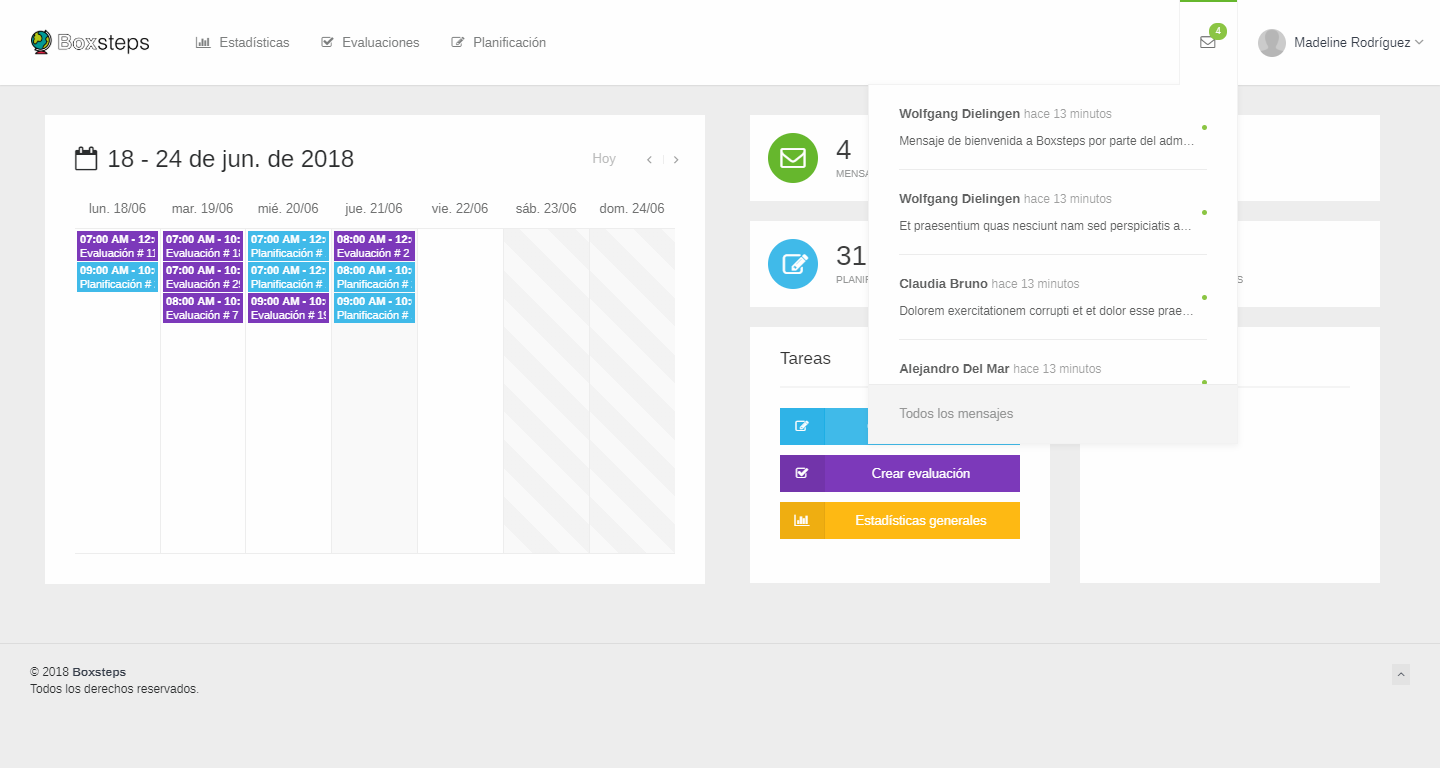 Boxsteps
Estadísticas
Evaluaciones
Planificación
4
Madeline Rodríguez
18 - 24 de jun. de 2018
Hoy
lun. 18/06
mar. 19/06
mié. 20/06
jue. 21/06
vie. 22/06
sáb. 23/06
dom. 24/06
07:00 AM - 12:
Evaluación # 11
09:00 AM - 10:
Planificación #
07:00 AM - 10:
Evaluación #
07:00 AM - 10:
Evaluación #
08:00 AM - 10:
Evaluación # 7
07:00 AM - 12:
Planificación #
07:00 AM - 12:
Planificación #
09:00 AM - 10:
Evaluación #
08:00 AM - 12:
Evaluación # 2
08:00 AM - 10:
Planificación #
09:00 AM - 10:
Planificación #
4
MENSA
31
PLANIF
S
Wolfgang Dielingen hace 13 minutos
Mensaje de bienvenida a Boxsteps por parte del adm…
Wolfgang Dielingen hace 13 minutos
Et praesentium quas nesciunt nam sed perspiciatis a…
Claudia Bruno hace 13 minutos
Dolorem exercitationem corrupti et et dolor esse prae…
Alejandro Del Mar hace 13 minutos
Todos los mensajes
Tareas
Crear evaluación
Estadísticas generales
© 2018 Boxsteps
Todos los derechos reservados.